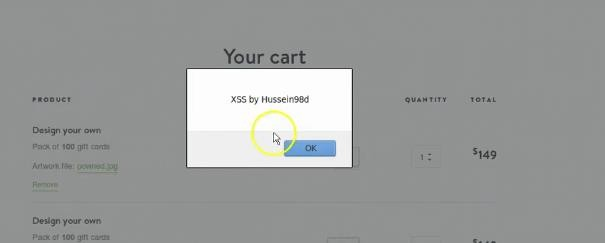 Your cart
XSS by Hussein98d
OK
PRODUCT QUANTITY TOTAL
Design your own
Pack of 100 gift cards
1 $149
Artwork file: powned.jpg
Remove
Design your own
Pack of 100 gift cards